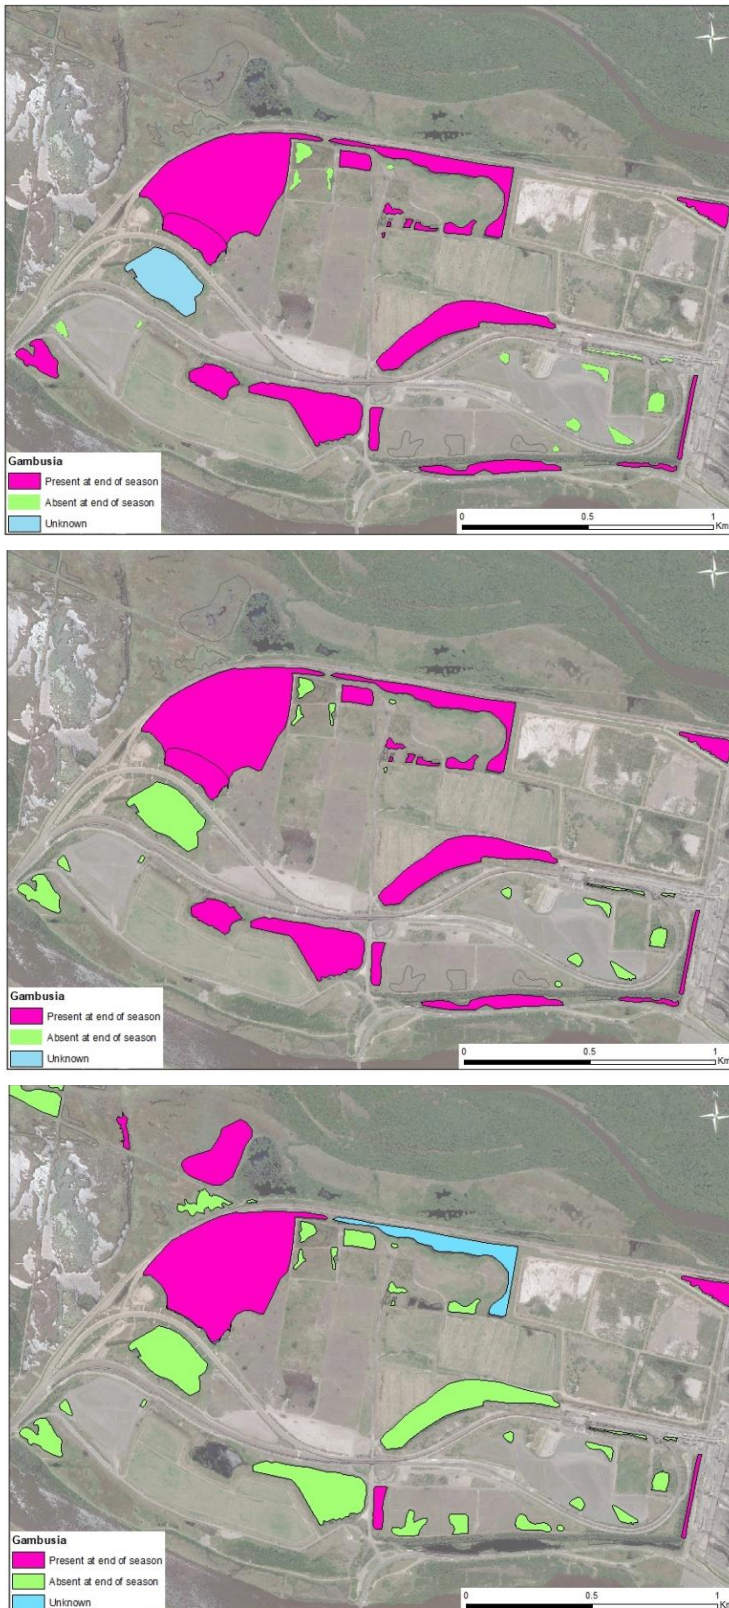 N
Gambusia
Present at end of season
Absent at end of season
Unknown
0 0.5 1
Km
Gambusia
Present at end of season
Absent at end of season
Unknown
0 0.5 1
Km
N
Gambusia
Present at end of season
Absent at end of season
Unknown
0 0.5 1
Km